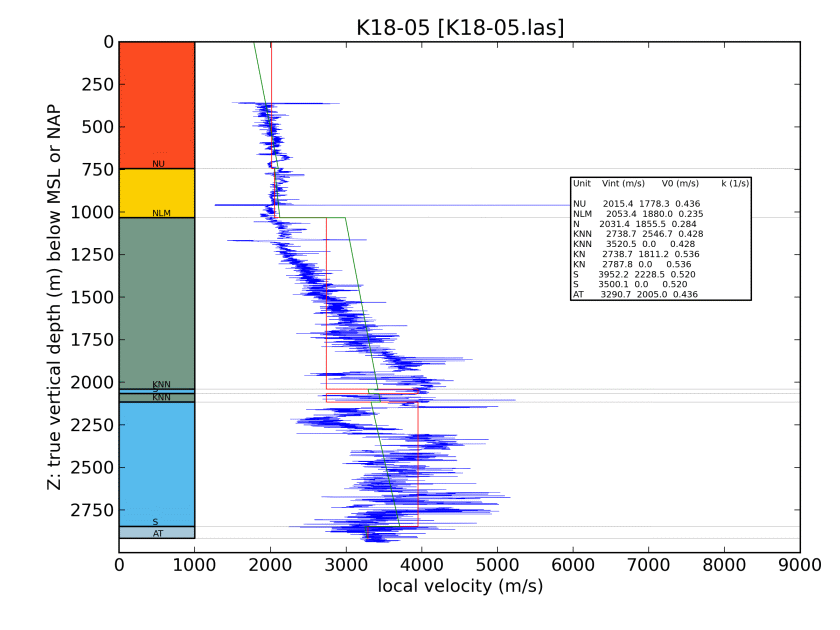 K18-05 [K18-05.las]
0
250
500
750
1000
1250
1500
1750
2000
2250
2500
2750
Z: true vertical depth (m) below MSL or NAP
NU
NLM
KNN
S
KNN
S
AT
Unit Vint (m/s) V0 (m/s) k (1/s)
NU 2015.4 1778.3 0.436
NLM 2053.4 1880.0 0.235
N 2031.4 1855.5 0.284
KNN 2738.7 2546.7 0.428
KNN 3520.5 0.0 0.428
KN 2738.7 1811.2 0.536
KN 2787.8 0.0 0.536
S 3952.2 2228.5 0.520
S 3500.1 0.0 0.520
AT 3290.7 2005.0 0.436
0 1000 2000 3000 4000 5000 6000 7000 8000 9000
local velocity (m/s)